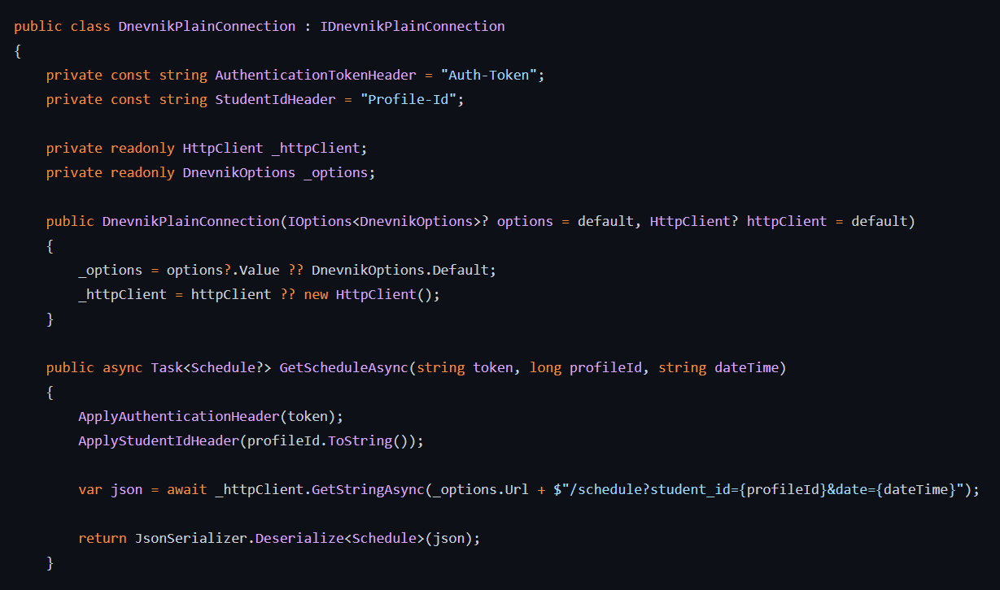 public class DnevnikPlainConnection : IDnevnikPlainConnection
{
    private const string AuthenticationTokenHeader = "Auth-Token";
    private const string StudentIdHeader = "Profile-Id";

    private readonly HttpClient _httpClient;
    private readonly DnevnikOptions _options;

    public DnevnikPlainConnection(IOptions<DnevnikOptions>? options = default, HttpClient? httpClient = default)
    {
        _options = options?.Value ?? DnevnikOptions.Default;
        _httpClient = httpClient ?? new HttpClient();
    }

    public async Task<Schedule?> GetScheduleAsync(string token, long profileId, string dateTime)
    {
        ApplyAuthenticationHeader(token);
        ApplyStudentIdHeader(profileId.ToString());

        var json = await _httpClient.GetStringAsync(_options.Url + $"/schedule?student_id={profileId}&date={dateTime}");

        return JsonSerializer.Deserialize<Schedule>(json);
    }